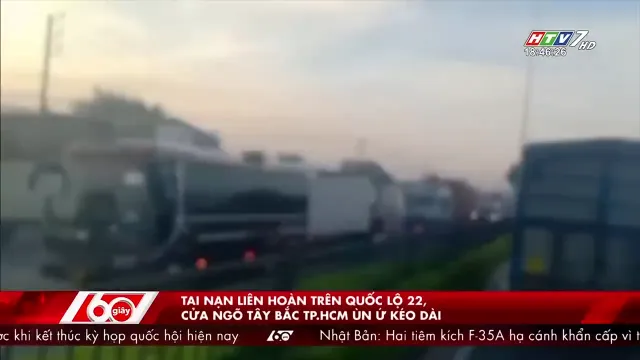 HTV7 HD
18:46:26
TAI NẠN LIÊN HOÀN TRÊN QUỐC LỘ 22,
60 giây
CỬA NGÕ TÂY BẮC TP.HCM ÙN Ứ KÉO DÀI
ợc khi kết thúc kỳ họp quốc hội hiện nay Nhật Bản: Hai tiêm kích F-35A hạ cánh khẩn cấp vì t